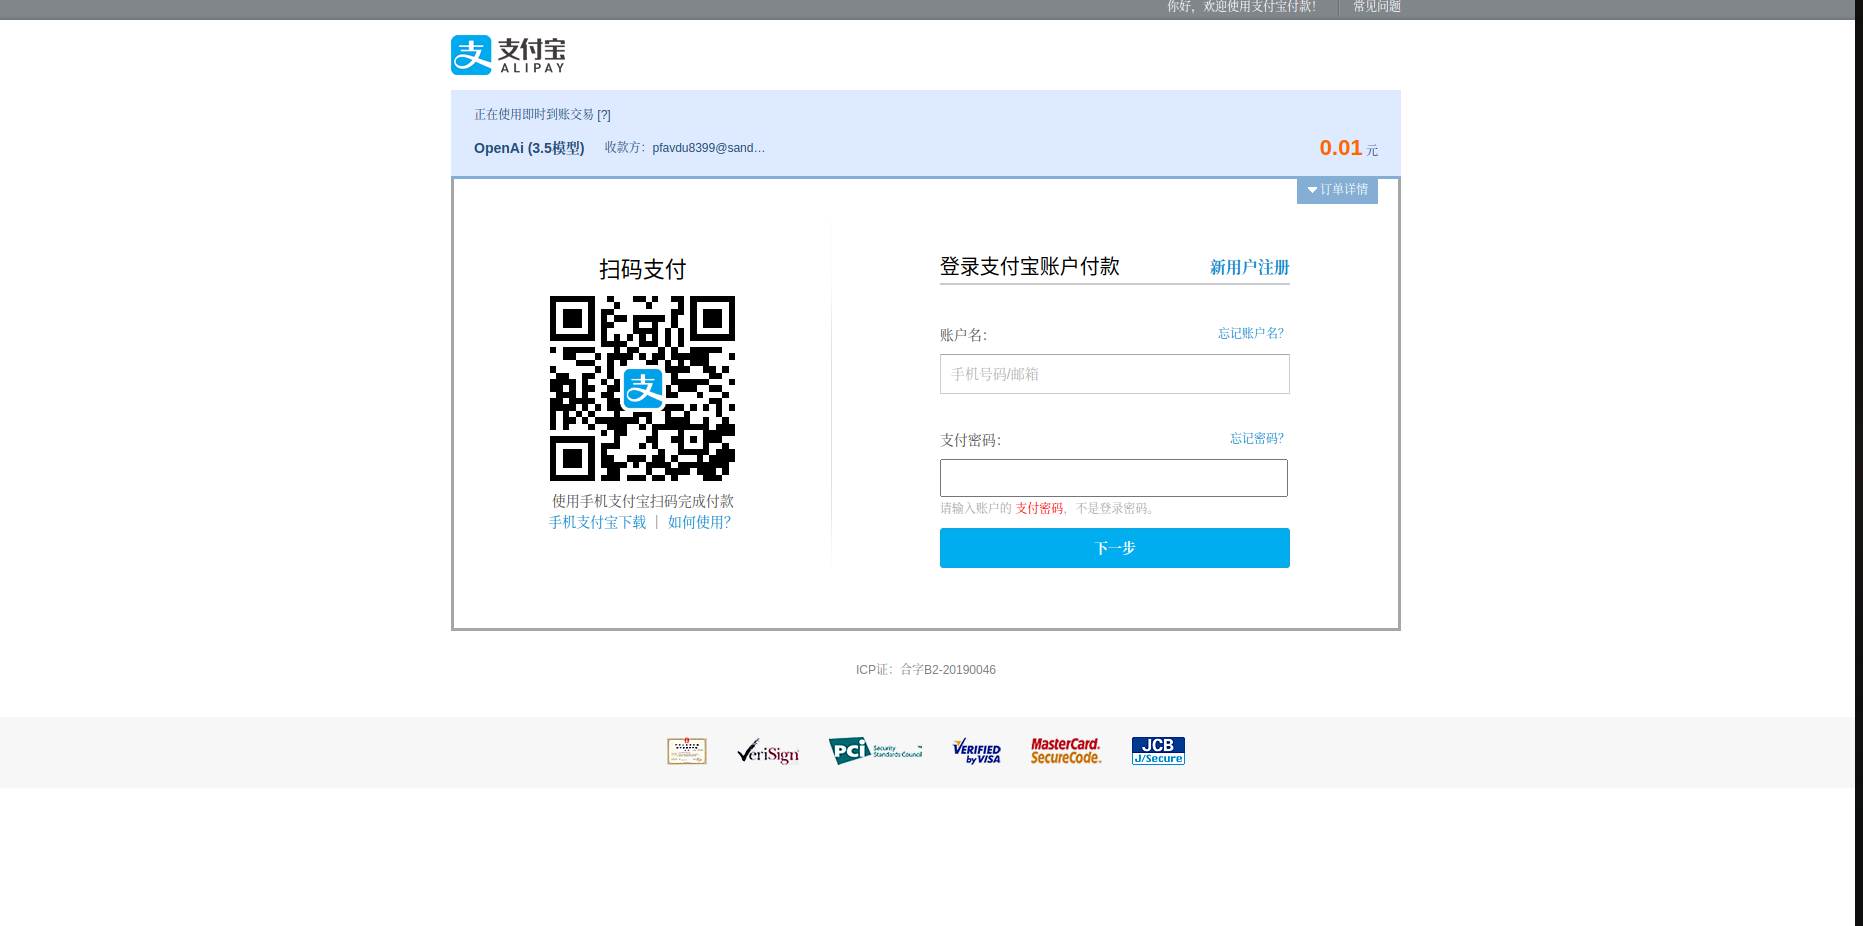 你好，欢迎使用支付宝付款！ 常见问题
支 支付宝
ALIPAY
正在使用即时到账交易 [?]
OpenAi (3.5模型) 收款方：pfavdu8399@sand… 0.01 元
订单详情
扫码支付
支
使用手机支付宝扫码完成付款
手机支付宝下载 | 如何使用？
登录支付宝账户付款 新用户注册
账户名： 忘记账户名？
手机号码/邮箱
支付密码： 忘记密码？
请输入账户的 支付密码，不是登录密码。
下一步
ICP证：合字B2-20190046
VeriSign PCI Security Standards Council VERIFIED by VISA MasterCard. SecureCode. JCB J/Secure